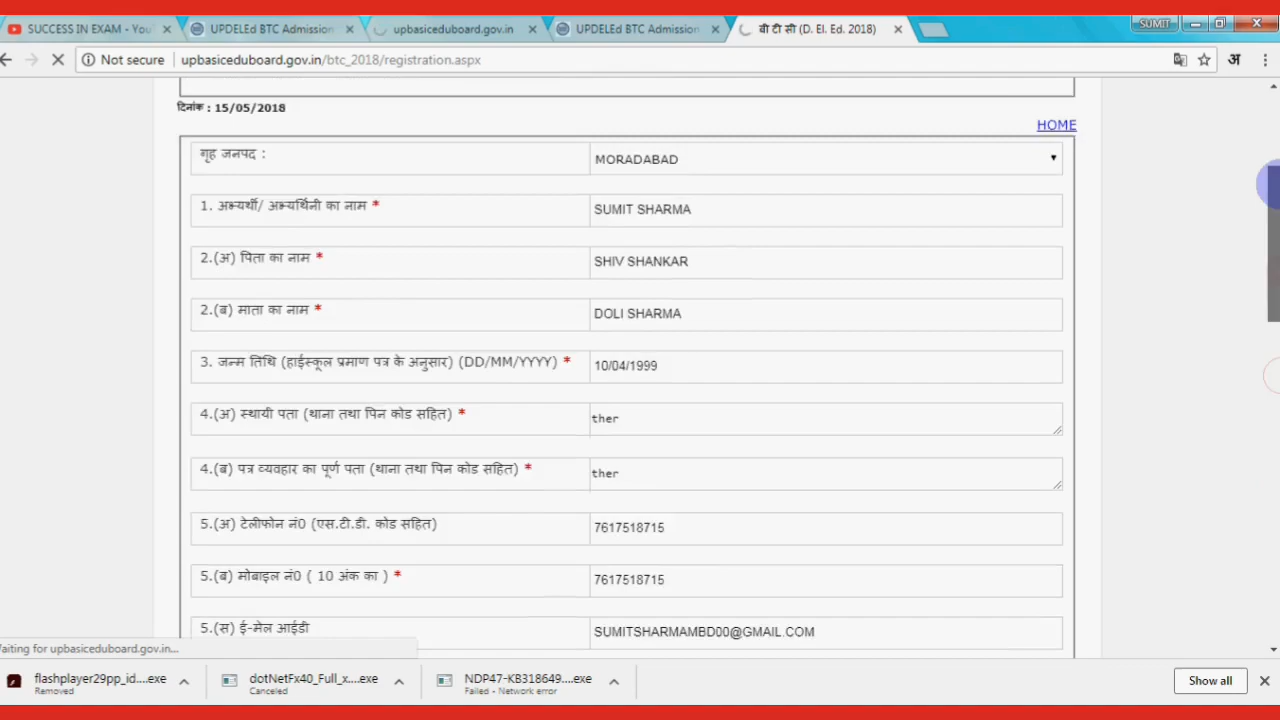 SUCCESS IN EXAM - You
UPDELEd BTC Admission
upbasiceduboard.gov.in
UPDELEd BTC Admission
बी टी सी (D. El. Ed. 2018)
SUMIT
Not secure
upbasiceduboard.gov.in/btc_2018/registration.aspx
अ
दिनांक : 15/05/2018
HOME
गृह जनपद :
MORADABAD
1. अभ्यर्थी/ अभ्यर्थिनी का नाम *
SUMIT SHARMA
2.(अ) पिता का नाम *
SHIV SHANKAR
2.(ब) माता का नाम *
DOLI SHARMA
3. जन्म तिथि (हाईस्कूल प्रमाण पत्र के अनुसार) (DD/MM/YYYY) *
10/04/1999
4.(अ) स्थायी पता (थाना तथा पिन कोड सहित) *
ther
4.(ब) पत्र व्यवहार का पूर्ण पता (थाना तथा पिन कोड सहित) *
ther
5.(अ) टेलीफोन नं0 (एस.टी.डी. कोड सहित)
7617518715
5.(ब) मोबाइल नं0 ( 10 अंक का ) *
7617518715
5.(स) ई-मेल आईडी
SUMITSHARMAMBD00@GMAIL.COM
Waiting for upbasiceduboard.gov.in...
flashplayer29pp_id....exe
Removed
dotNetFx40_Full_x....exe
Canceled
NDP47-KB318649....exe
Failed - Network error
Show all